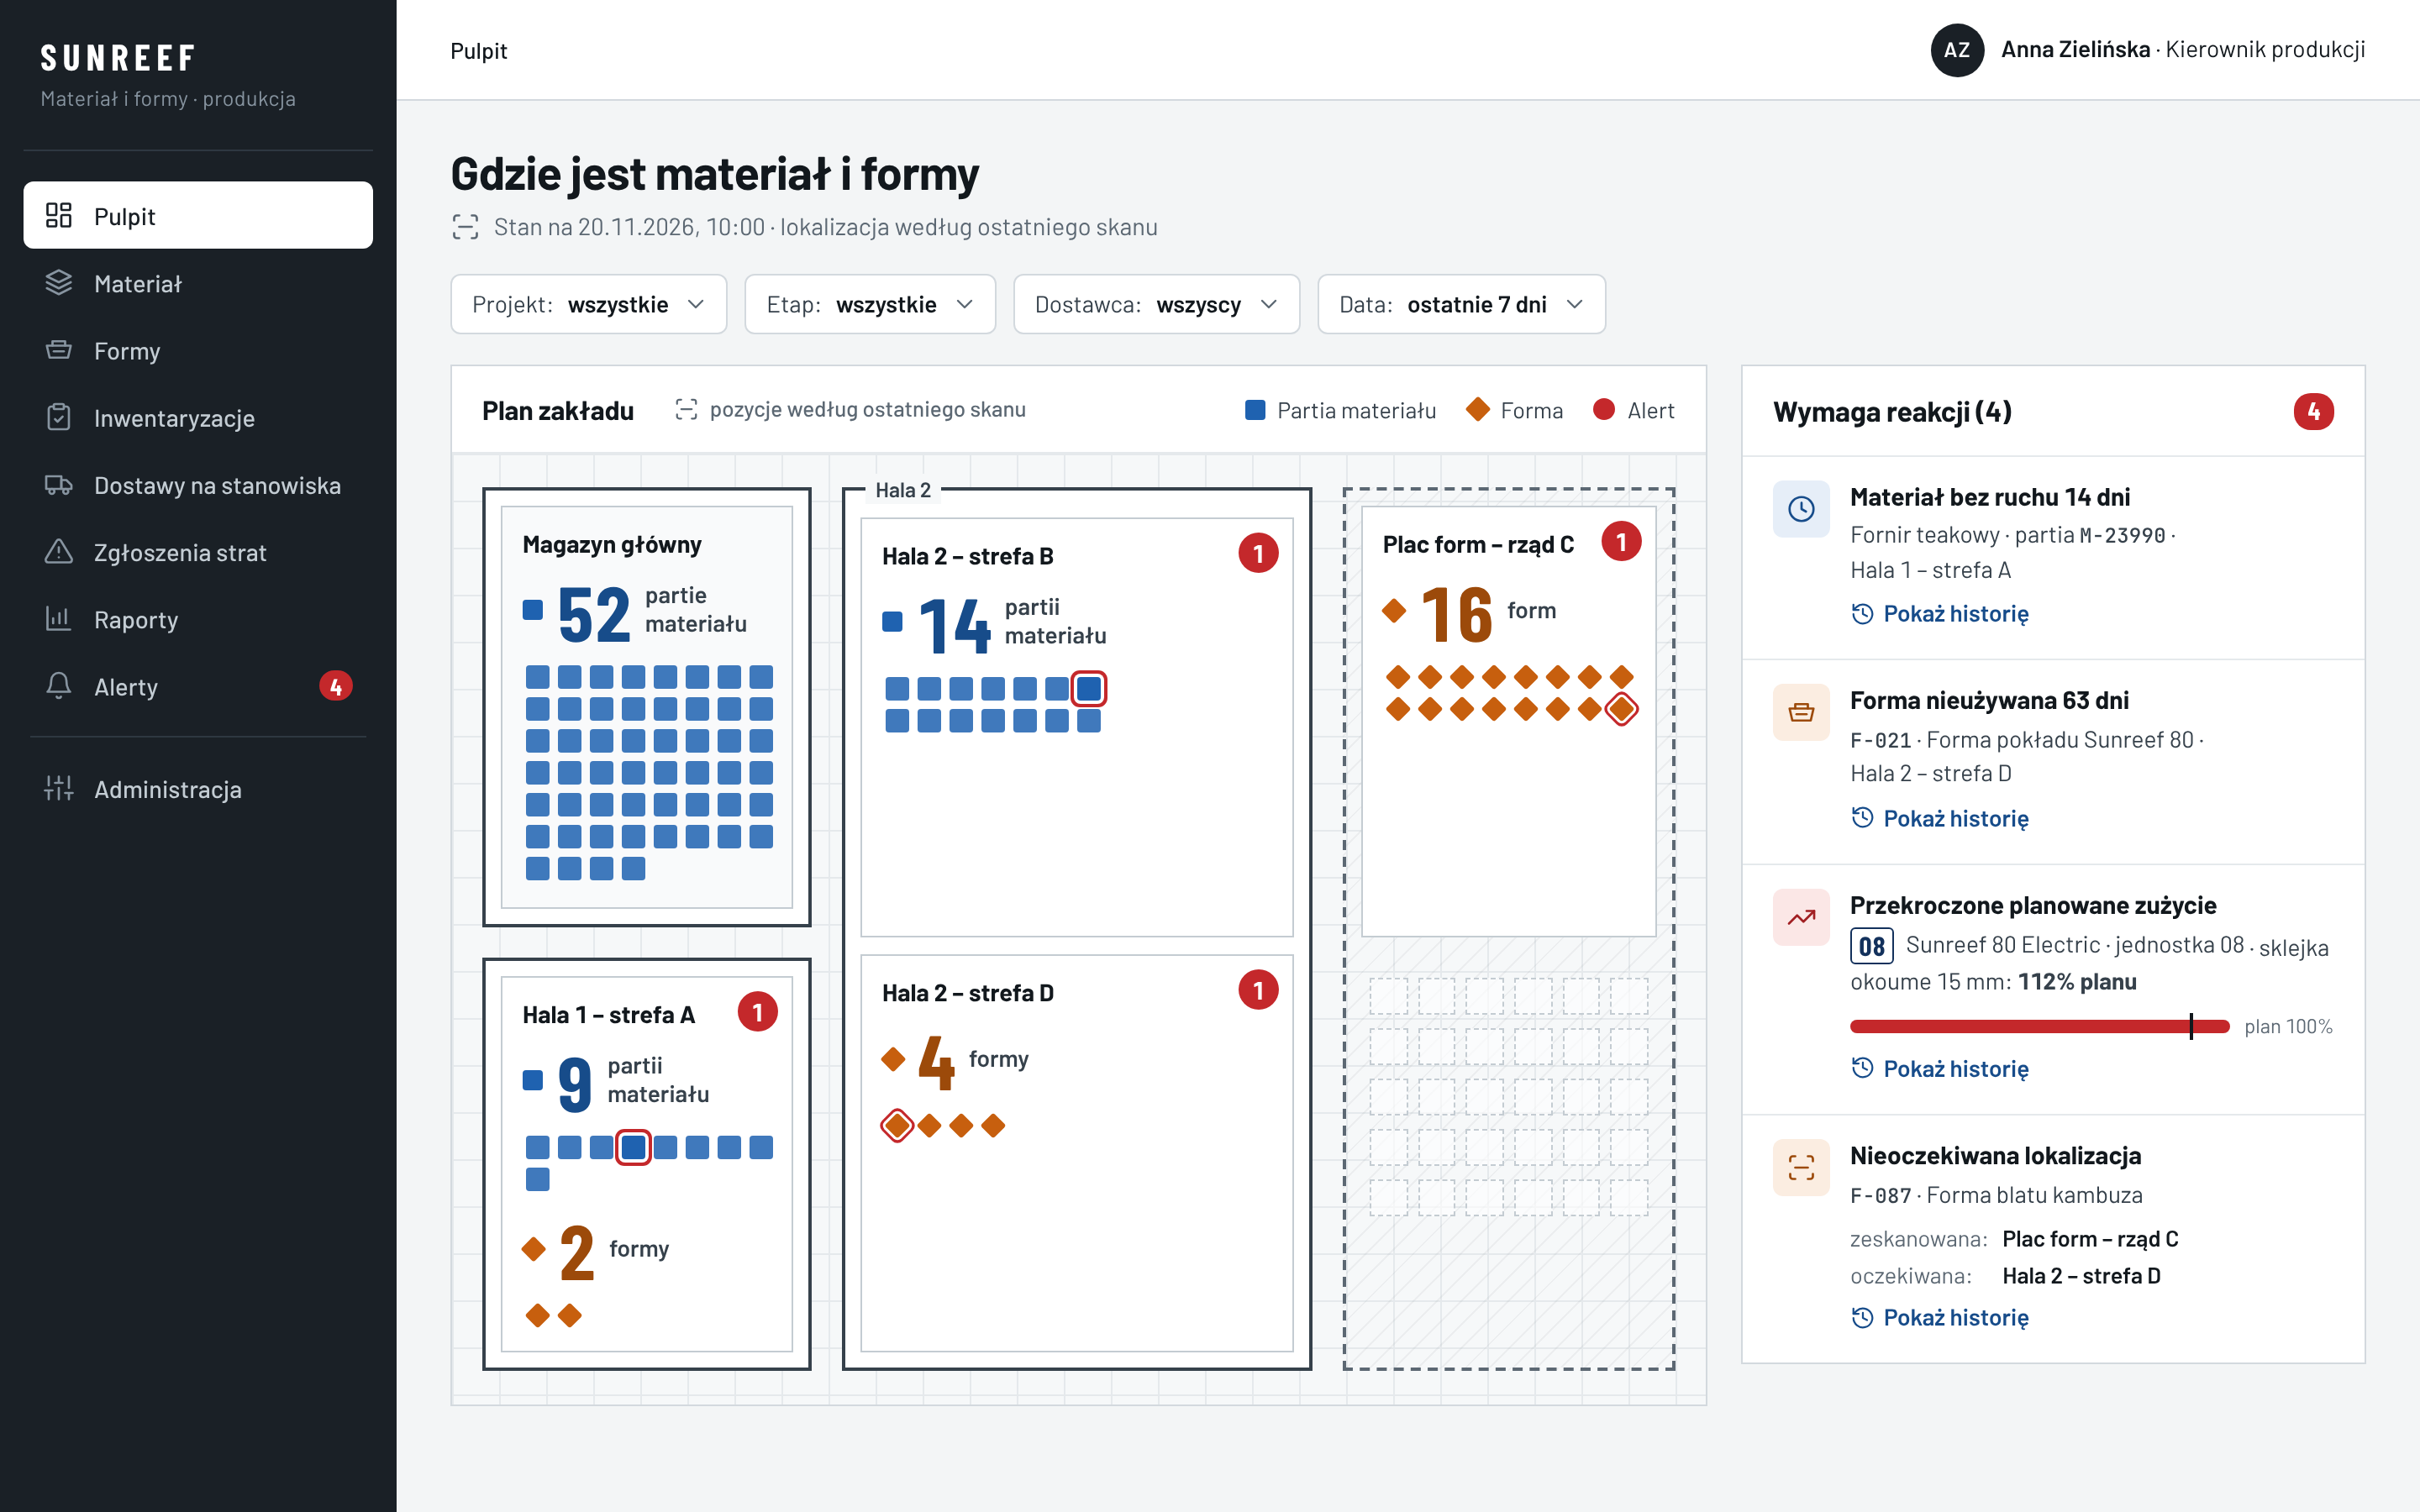 SUNREEF
Materiał i formy · produkcja
Pulpit
Materiał
Formy
Inwentaryzacje
Dostawy na stanowiska
Zgłoszenia strat
Raporty
Alerty 4
Administracja
Pulpit
AZ Anna Zielińska · Kierownik produkcji
Gdzie jest materiał i formy
Stan na 20.11.2026, 10:00 · lokalizacja według ostatniego skanu
Projekt: wszystkie
Etap: wszystkie
Dostawca: wszyscy
Data: ostatnie 7 dni
Plan zakładu
pozycje według ostatniego skanu
Partia materiału
Forma
Alert
Magazyn główny
52 partie
materiału
Hala 1 – strefa A
1
9 partii
materiału
2 formy
Hala 2
Hala 2 – strefa B
1
14 partii
materiału
Hala 2 – strefa D
1
4 formy
Plac form – rząd C
1
16 form
Wymaga reakcji (4)
4
Materiał bez ruchu 14 dni
Fornir teakowy · partia M-23990 ·
Hala 1 – strefa A
Pokaż historię
Forma nieużywana 63 dni
F-021 · Forma pokładu Sunreef 80 ·
Hala 2 – strefa D
Pokaż historię
Przekroczone planowane zużycie
08 Sunreef 80 Electric · jednostka 08 · sklejka
okoume 15 mm: 112% planu
plan 100%
Pokaż historię
Nieoczekiwana lokalizacja
F-087 · Forma blatu kambuza
zeskanowana: Plac form – rząd C
oczekiwana: Hala 2 – strefa D
Pokaż historię